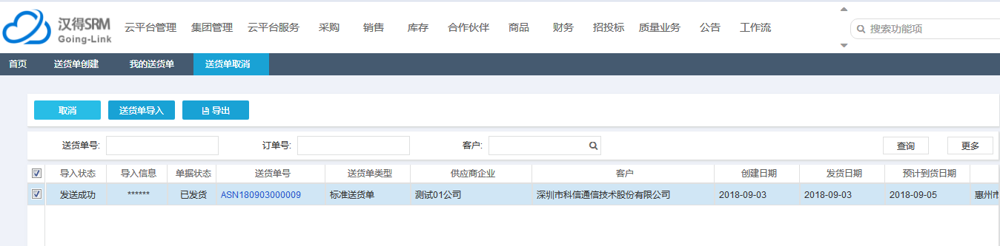 汉得SRM
Going-Link
云平台管理 集团管理 云平台服务 采购 销售 库存 合作伙伴 商品 财务 招投标 质量业务 公告 工作流
搜索功能项
首页 送货单创建 我的送货单 送货单取消
取消 送货单导入 导出
送货单号: 订单号: 客户: 查询 更多
导入状态 导入信息 单据状态 送货单号 送货单类型 供应商企业 客户 创建日期 发货日期 预计到货日期
发送成功 ****** 已发货 ASN180903000009 标准送货单 测试01公司 深圳市科信通信技术股份有限公司 2018-09-03 2018-09-03 2018-09-05 惠州市